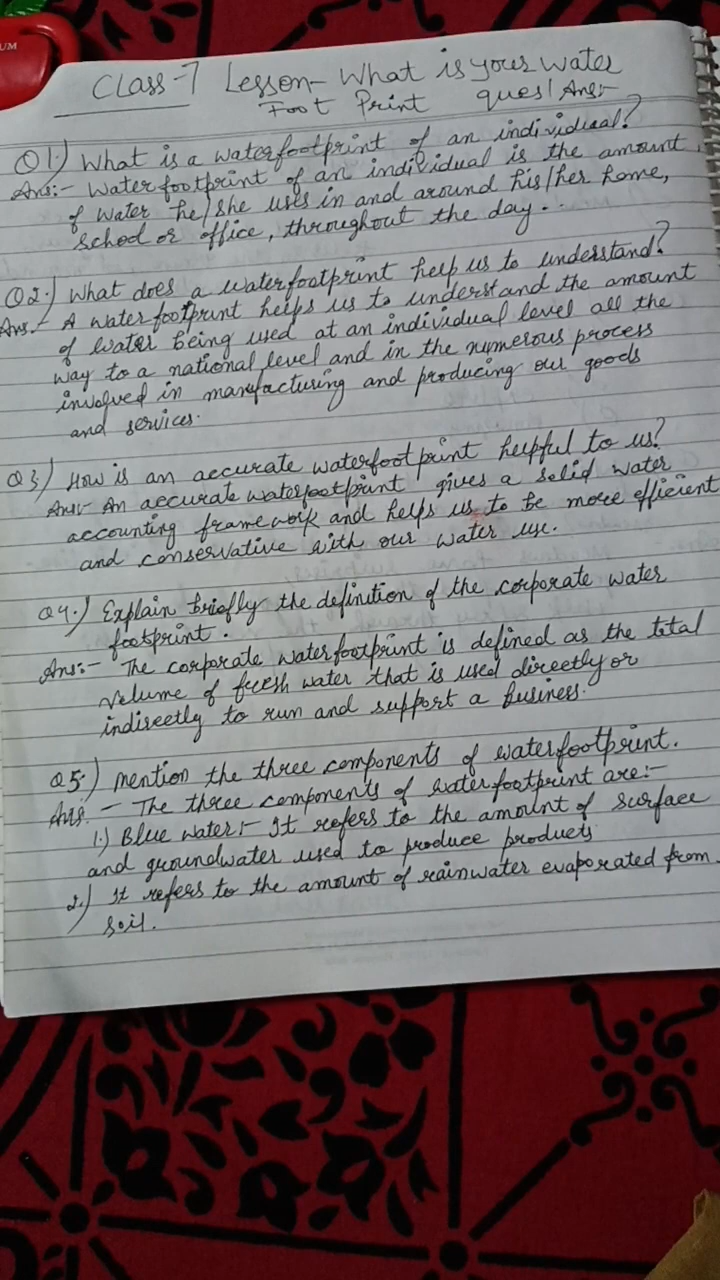 UM
Class-7 Lesson- What is your Water
Foot Print ques/Ans:-
Q1.) What is a waterfootprint of an individual?
Ans:- Waterfootprint of an individual is the amount
of water he/she uses in and around his/her home,
school or office, throughout the day...
Q2.) What does a waterfootprint help us to understand?
Ans.- A waterfootprint helps us to understand the amount
of water being used at an individual level all the
way to a national level and in the numerous process
involved in manufacturing and producing our goods
and services.
Q3) How is an accurate waterfootprint helpful to us?
Ans- An accurate waterfootprint gives a solid water
accounting framework and helps us to be more efficient
and conservative with our water use.
Q4.) Explain briefly the definition of the corporate water
footprint.
Ans:- The corporate waterfootprint is defined as the total
volume of fresh water that is used directly or
indirectly to run and support a business.
Q5.) Mention the three components of waterfootprint.
Ans. - The three components of waterfootprint are:-
1.) Blue water:- It refers to the amount of surface
and groundwater used to produce products
2.) It refers to the amount of rainwater evaporated from
soil.